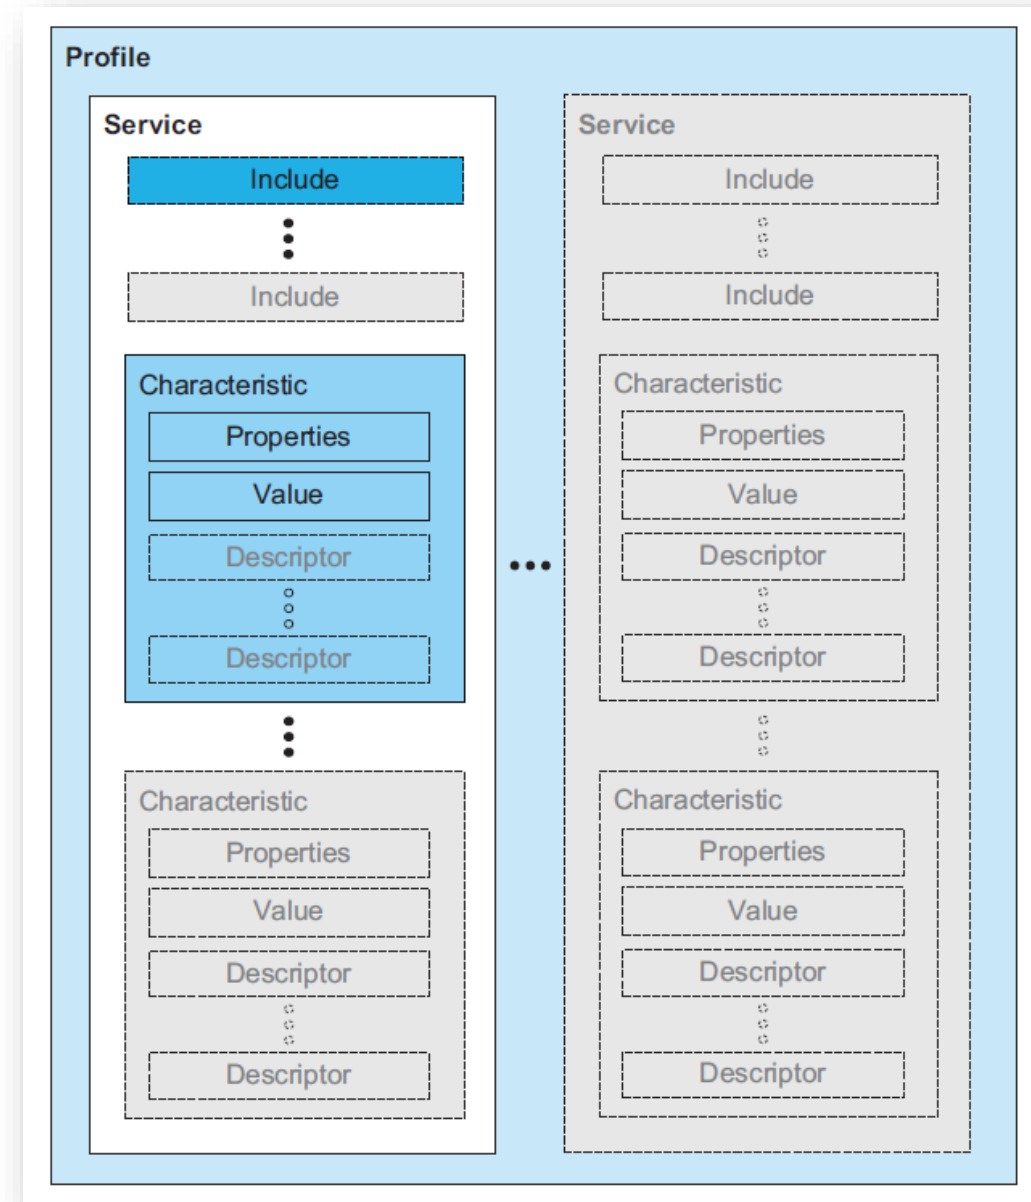 Profile
Service
Include
Include
Characteristic
Properties
Value
Descriptor
Descriptor
Characteristic
Properties
Value
Descriptor
Descriptor
Service
Include
Include
Characteristic
Properties
Value
Descriptor
Descriptor
Characteristic
Properties
Value
Descriptor
Descriptor